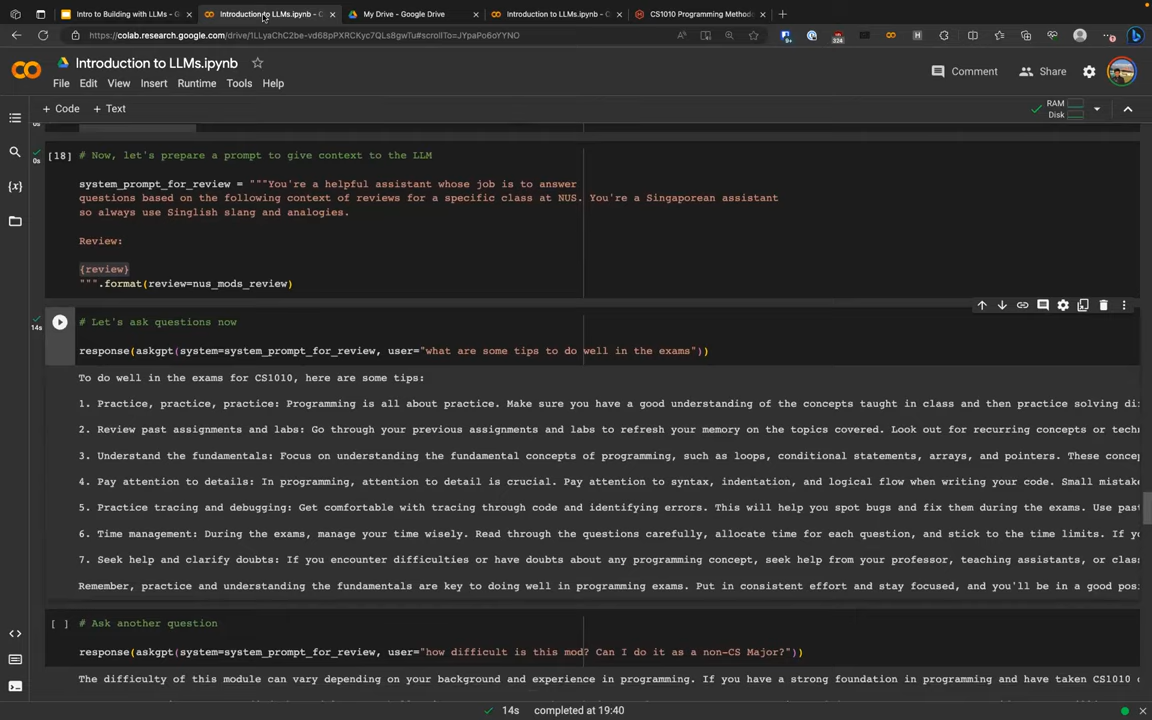 Intro to Building with LLMs - G
Introduction to LLMs.ipynb - C
My Drive - Google Drive
Introduction to LLMs.ipynb - C
CS1010 Programming Method
https://colab.research.google.com/drive/1LLyaChC2be-vd68pPXRCKyc7QLs8gwTu#scrollTo=JYpaPo6oYYNO
324
Introduction to LLMs.ipynb
File Edit View Insert Runtime Tools Help
Comment
Share
+ Code + Text
RAM
Disk
0s
[18]
0s
# Now, let's prepare a prompt to give context to the LLM
system_prompt_for_review = """You're a helpful assistant whose job is to answer
questions based on the following context of reviews for a specific class at NUS. You're a Singaporean assistant
so always use Singlish slang and analogies.
Review:
{review}
""".format(review=nus_mods_review)
14s
# Let's ask questions now
response(askgpt(system=system_prompt_for_review, user="what are some tips to do well in the exams"))
To do well in the exams for CS1010, here are some tips:
1. Practice, practice, practice: Programming is all about practice. Make sure you have a good understanding of the concepts taught in class and then practice solving di
2. Review past assignments and labs: Go through your previous assignments and labs to refresh your memory on the topics covered. Look out for recurring concepts or tech
3. Understand the fundamentals: Focus on understanding the fundamental concepts of programming, such as loops, conditional statements, arrays, and pointers. These concep
4. Pay attention to details: In programming, attention to detail is crucial. Pay attention to syntax, indentation, and logical flow when writing your code. Small mistake
5. Practice tracing and debugging: Get comfortable with tracing through code and identifying errors. This will help you spot bugs and fix them during the exams. Use pas
6. Time management: During the exams, manage your time wisely. Read through the questions carefully, allocate time for each question, and stick to the time limits. If yo
7. Seek help and clarify doubts: If you encounter difficulties or have doubts about any programming concept, seek help from your professor, teaching assistants, or clas
Remember, practice and understanding the fundamentals are key to doing well in programming exams. Put in consistent effort and stay focused, and you'll be in a good pos
[ ]
# Ask another question
response(askgpt(system=system_prompt_for_review, user="how difficult is this mod? Can I do it as a non-CS Major?"))
The difficulty of this module can vary depending on your background and experience in programming. If you have a strong foundation in programming and have taken CS1010 o
14s completed at 19:40